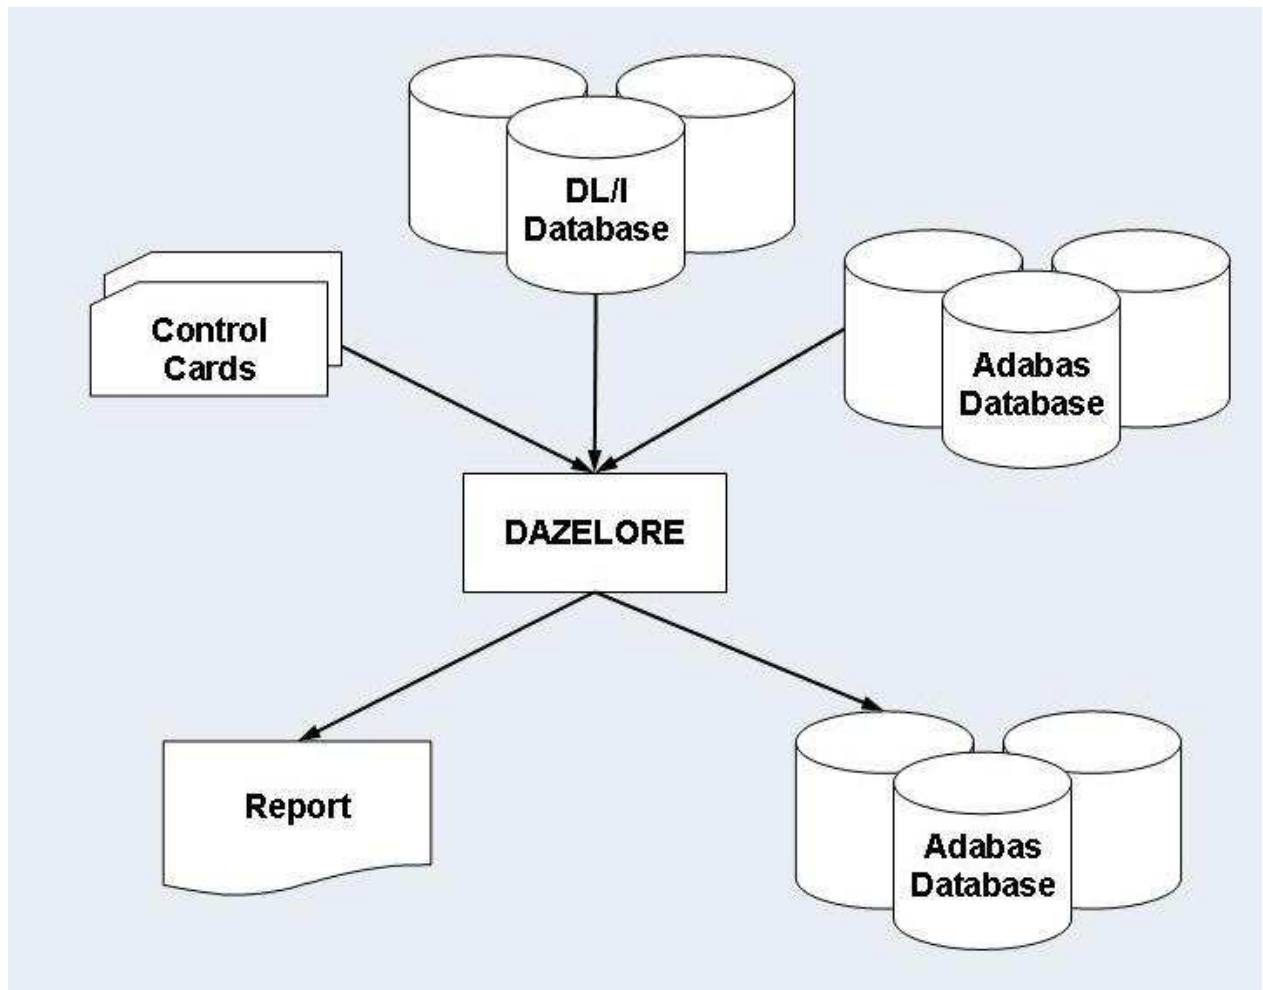 DL/I
Database
Control
Cards
Adabas
Database
DAZELORE
Report
Adabas
Database